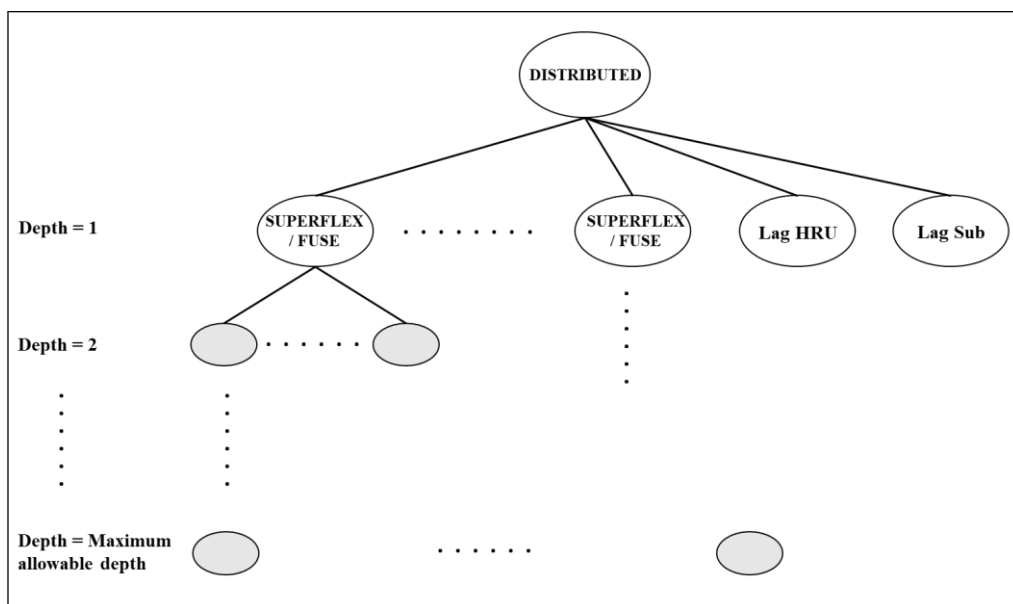 DISTRIBUTED
Depth = 1
SUPERFLEX
/ FUSE
SUPERFLEX
/ FUSE
Lag HRU
Lag Sub
Depth = 2
Depth = Maximum
allowable depth